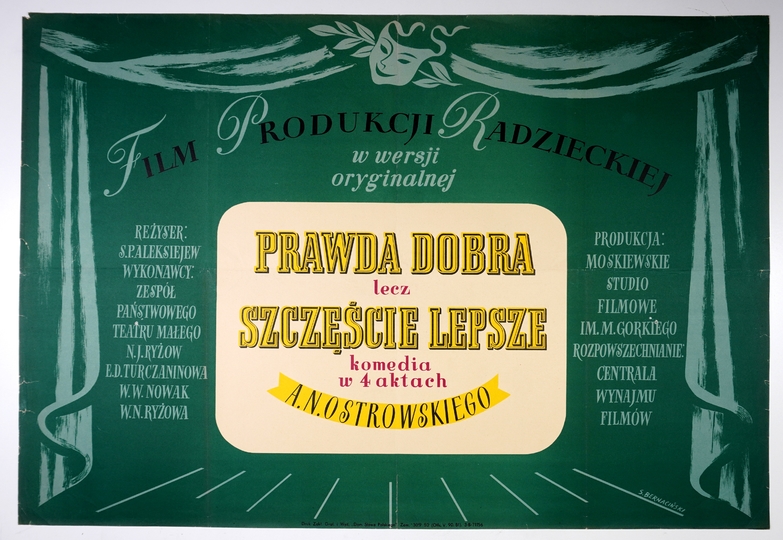 Film Produkcji Radzieckiej
w wersji
oryginalnej
REŻYSER:
S.P.ALEKSIEJEW
WYKONAWCY:
ZESPÓŁ
PAŃSTWOWEGO
TEATRU MAŁEGO
N.J.RYŻOW
E.D.TURCZANINOWA
W.W. NOWAK
W.N.RYŻOWA
PRAWDA DOBRA
lecz
SZCZĘŚCIE LEPSZE
komedia
w 4 aktach
A.N.OSTROWSKIEGO
PRODUKCJA:
MOSKIEWSKIE
STUDIO
FILMOWE
IM. M. GORKIEGO
ROZPOWSZECHNIANIE:
CENTRALA
WYNAJMU
FILMÓW
S.BERNACIŃSKI